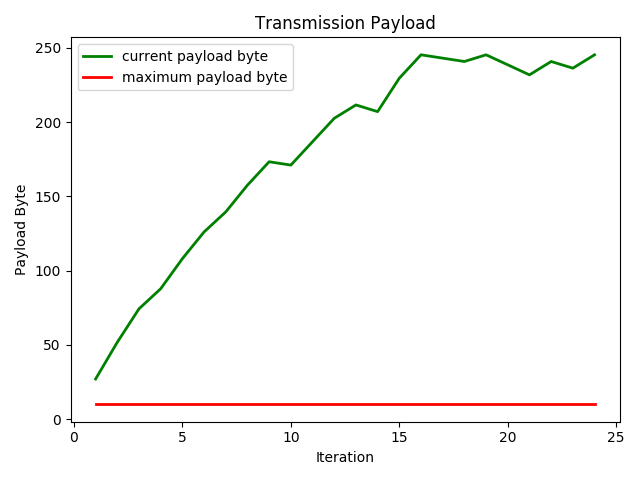 Transmission Payload
current payload byte
maximum payload byte
250
200
150
100
50
0
Payload Byte
0 5 10 15 20 25
Iteration